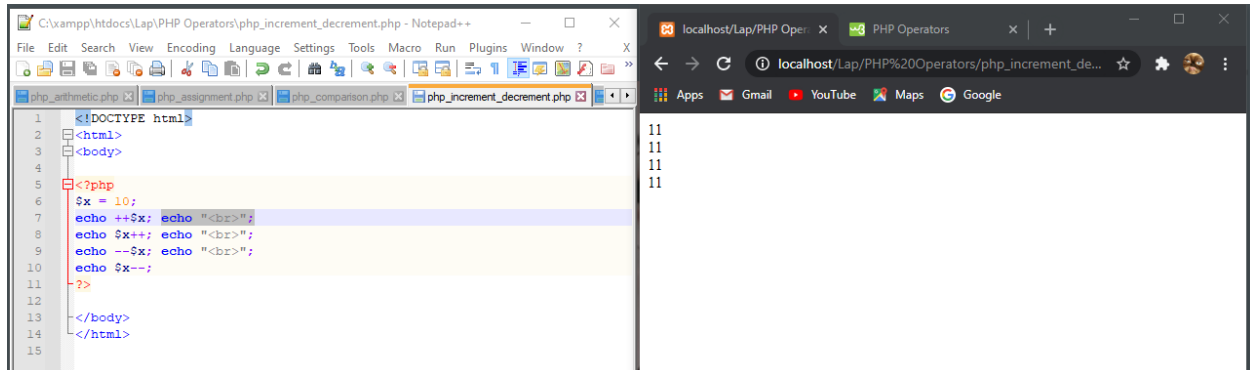 C:\xampp\htdocs\Lap\PHP Operators\php_increment_decrement.php - Notepad++
File Edit Search View Encoding Language Settings Tools Macro Run Plugins Window ? X
php_arithmetic.php php_assignment.php php_comparison.php php_increment_decrement.php
1 <!DOCTYPE html>
2 <html>
3 <body>
4
5 <?php
6 $x = 10;
7 echo ++$x; echo "<br>";
8 echo $x++; echo "<br>";
9 echo --$x; echo "<br>";
10 echo $x--;
11 ?>
12
13 </body>
14 </html>
15
localhost/Lap/PHP Oper PHP Operators
localhost/Lap/PHP%20Operators/php_increment_de...
Apps Gmail YouTube Maps Google
11
11
11
11